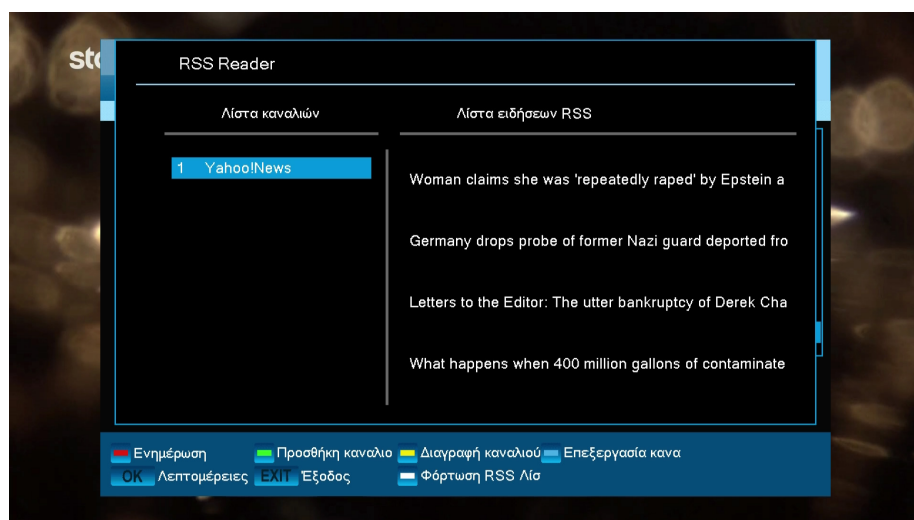 sto
RSS Reader
Λίστα καναλιών
Λίστα ειδήσεων RSS
1 Yahoo!News
Woman claims she was 'repeatedly raped' by Epstein a
Germany drops probe of former Nazi guard deported fro
Letters to the Editor: The utter bankruptcy of Derek Cha
What happens when 400 million gallons of contaminate
Ενημέρωση Προσθήκη καναλιο Διαγραφή καναλιού Επεξεργασία κανα
OK Λεπτομέρειες EXIT Έξοδος Φόρτωση RSS Λίσ